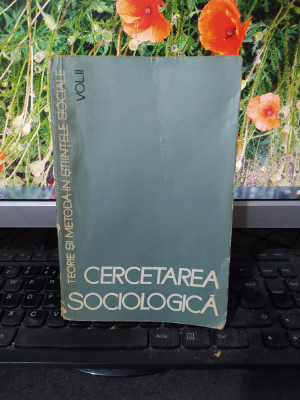 TEORIE ȘI METODĂ ÎN ȘTIINȚELE SOCIALE
VOL.II
CERCETAREA
SOCIOLOGICĂ